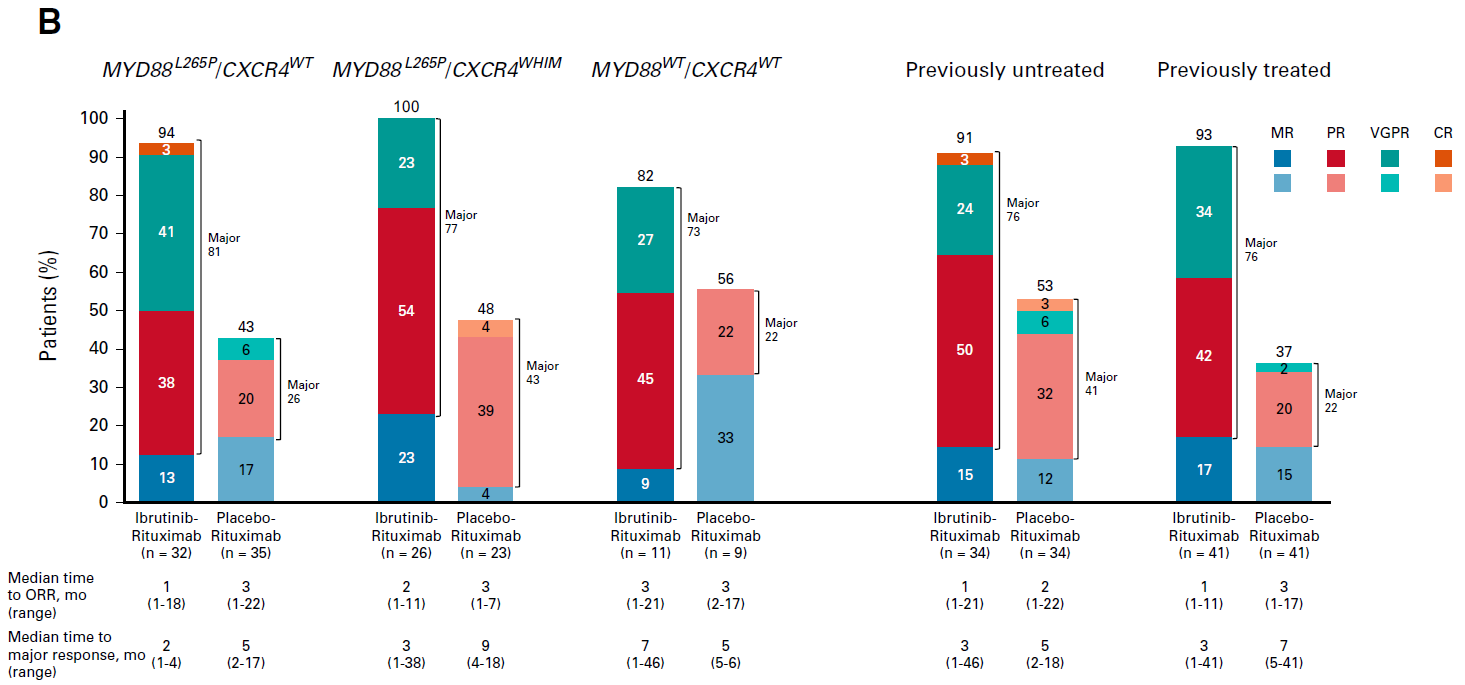 B
MYD88 L265P/CXCR4WT MYD88 L265P/CXCR4WHIM MYD88WT/CXCR4WT Previously untreated Previously treated
MR PR VGPR CR
Patients (%)
100
90
80
70
60
50
40
30
20
10
0
94
3
41
38
13
Major
81
43
6
20
17
Major
26
100
23
54
23
Major
77
48
4
39
4
Major
43
82
27
45
9
Major
73
56
22
33
Major
22
91
3
24
50
15
Major
76
53
3
6
32
12
Major
41
93
34
42
17
Major
76
37
2
20
15
Major
22
Ibrutinib- Placebo- Ibrutinib- Placebo- Ibrutinib- Placebo- Ibrutinib- Placebo- Ibrutinib- Placebo-
Rituximab Rituximab Rituximab Rituximab Rituximab Rituximab Rituximab Rituximab Rituximab Rituximab
(n = 32) (n = 35) (n = 26) (n = 23) (n = 11) (n = 9) (n = 34) (n = 34) (n = 41) (n = 41)
Median time
to ORR, mo
(range)
1 3 2 3 3 3 1 2 1 3
(1-18) (1-22) (1-11) (1-7) (1-21) (2-17) (1-21) (1-22) (1-11) (1-17)
Median time to
major response, mo
(range)
2 5 3 9 7 5 3 5 3 7
(1-4) (2-17) (1-38) (4-18) (1-46) (5-6) (1-46) (2-18) (1-41) (5-41)